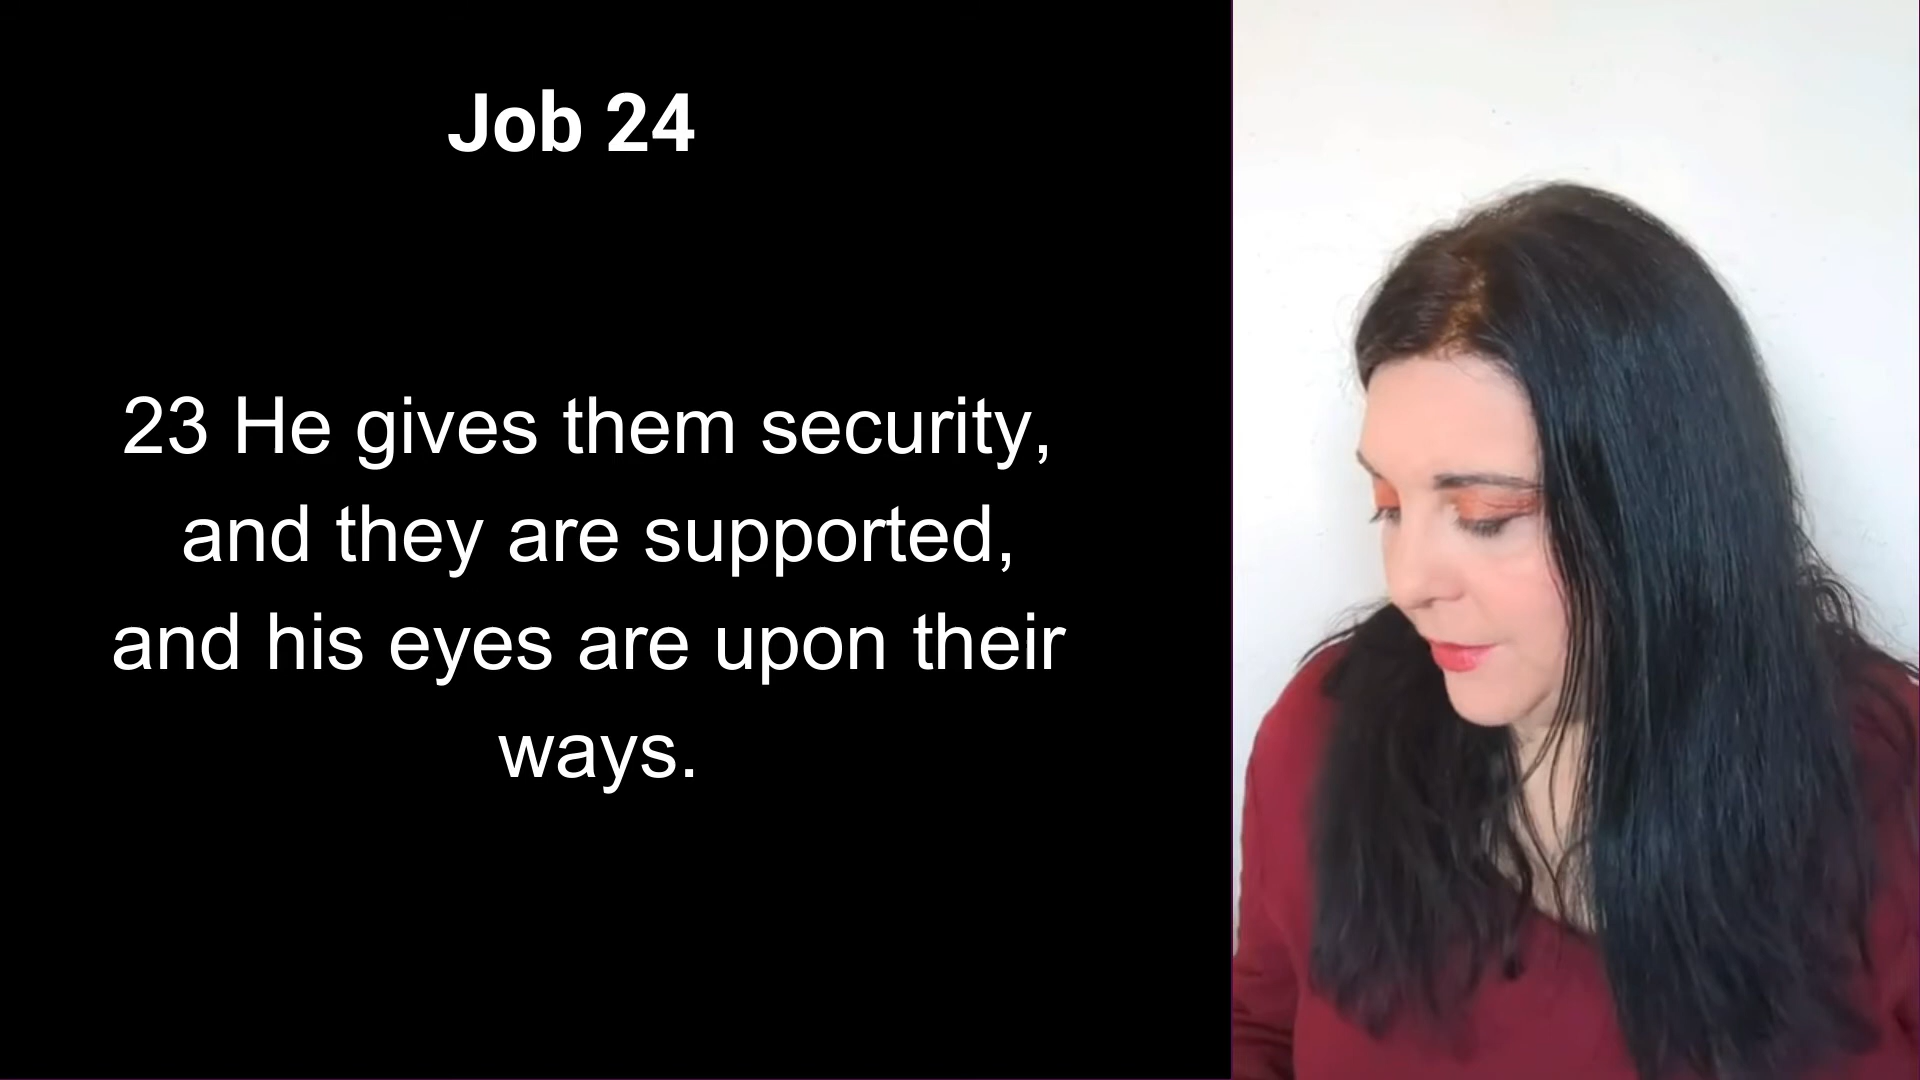 Job 24
23 He gives them security,
and they are supported,
and his eyes are upon their
ways.